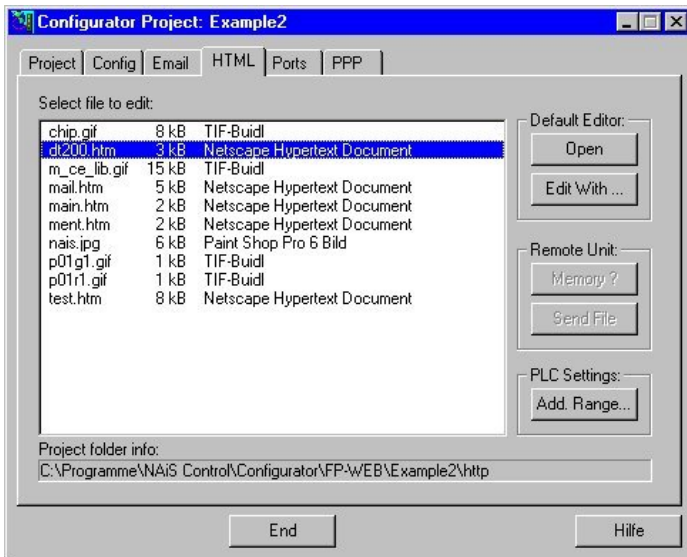 Configurator Project: Example2
Project Config Email HTML Ports PPP
Select file to edit:
chip.gif 8 kB TIF-Buidl
dt200.htm 3 kB Netscape Hypertext Document
m_ce_lib.gif 15 kB TIF-Buidl
mail.htm 5 kB Netscape Hypertext Document
main.htm 2 kB Netscape Hypertext Document
ment.htm 2 kB Netscape Hypertext Document
nais.jpg 6 kB Paint Shop Pro 6 Bild
p01g1.gif 1 kB TIF-Buidl
p01r1.gif 1 kB TIF-Buidl
test.htm 8 kB Netscape Hypertext Document
Default Editor:
Open
Edit With ...
Remote Unit:
Memory ?
Send File
PLC Settings:
Add. Range...
Project folder info:
C:\Programme\NAiS Control\Configurator\FP-WEB\Example2\http
End Hilfe